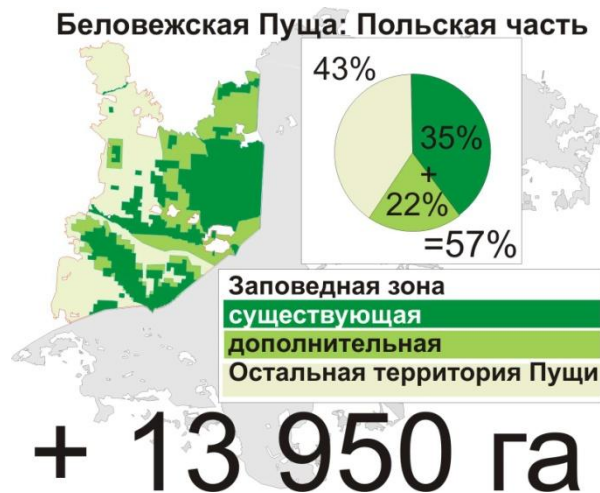 Беловежская Пуща: Польская часть
43%
35%
+
22%
=57%
Заповедная зона
существующая
дополнительная
Остальная территория Пущи
+ 13 950 га